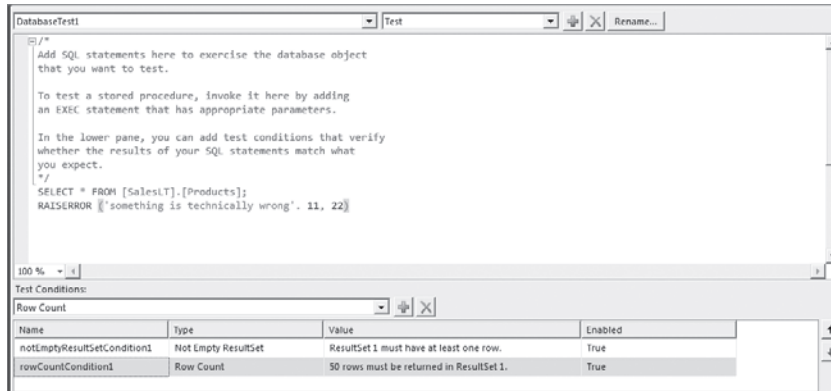 DatabaseTest1 Test Rename...
/*
Add SQL statements here to exercise the database object
that you want to test.
To test a stored procedure, invoke it here by adding
an EXEC statement that has appropriate parameters.
In the lower pane, you can add test conditions that verify
whether the results of your SQL statements match what
you expect.
*/
SELECT * FROM [SalesLT].[Products];
RAISERROR ('something is technically wrong'. 11, 22)
100 %
Test Conditions:
Row Count
Name Type Value Enabled
notEmptyResultSetCondition1 Not Empty ResultSet ResultSet 1 must have at least one row. True
rowCountCondition1 Row Count 50 rows must be returned in ResultSet 1. True